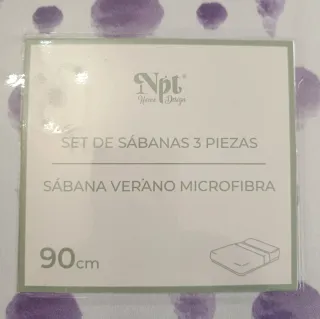 Npt®
Home Design
SET DE SÁBANAS 3 PIEZAS
SÁBANA VERANO MICROFIBRA
90cm